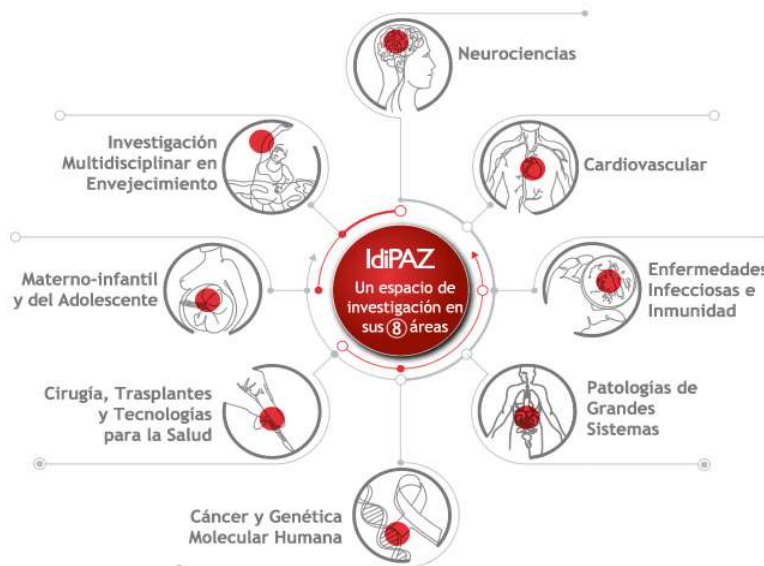 Neurociencias
Cardiovascular
Enfermedades
Infecciosas e
Inmunidad
Patologías de
Grandes
Sistemas
Cáncer y Genética
Molecular Humana
Cirugía, Trasplantes
y Tecnologías
para la Salud
Materno-infantil
y del Adolescente
Investigación
Multidisciplinar en
Envejecimiento
IdiPAZ
Un espacio de
investigación en
sus 8 áreas